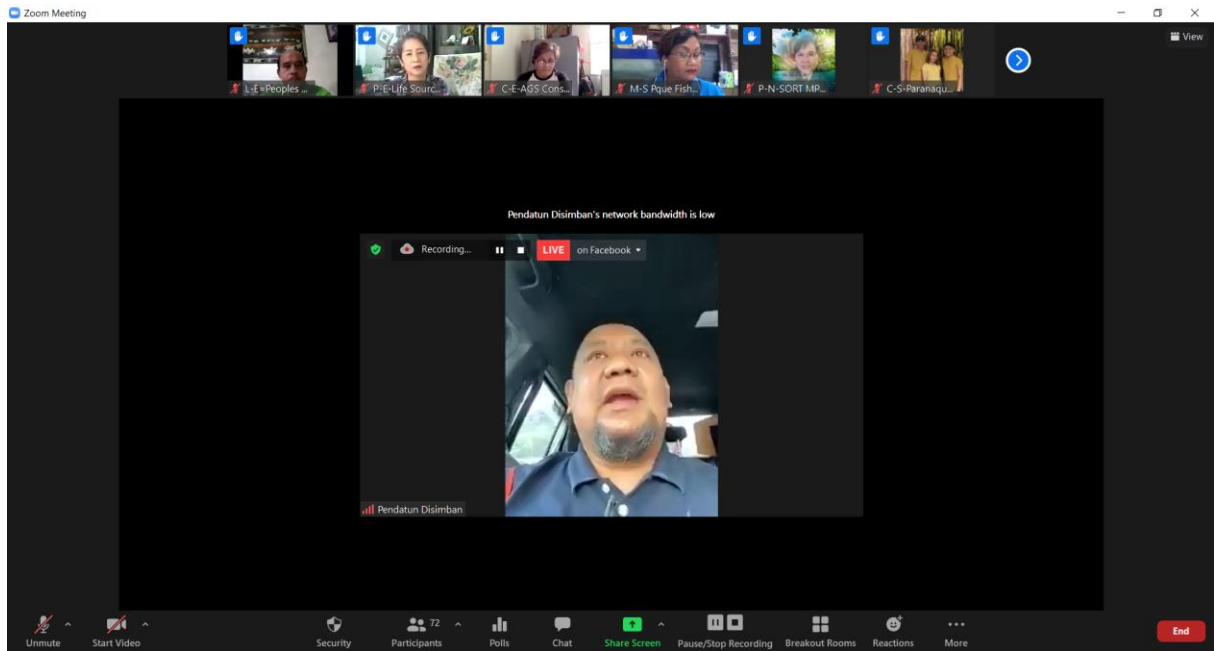 Zoom Meeting
View
L-E=Peoples ...
P-E-Life Sourc...
C-E-AGS Cons...
M-S Pque Fish...
P-N-SORT MP...
C-S-Paranaqu...
Pendatun Disimban's network bandwidth is low
Recording...
LIVE on Facebook
Pendatun Disimban
72
Unmute
Start Video
Security
Participants
Polls
Chat
Share Screen
Pause/Stop Recording
Breakout Rooms
Reactions
More
End